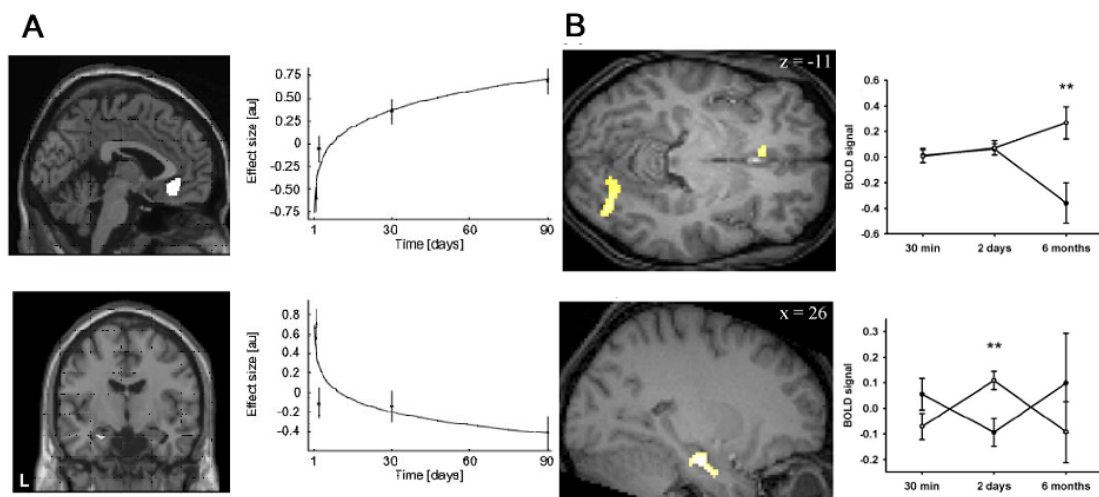 A
B
0.75
0.50
0.25
0
-0.25
-0.50
-0.75
Effect size [au]
1
30
60
90
Time [days]
z = -11
0.6
0.4
0.2
0.0
-0.2
-0.4
-0.6
BOLD signal
**
30 min
2 days
6 months
L
0.8
0.6
0.4
0.2
0
-0.2
-0.4
Effect size [au]
1
30
60
90
Time [days]
x = 26
0.3
0.2
0.1
0.0
-0.1
-0.2
BOLD signal
**
30 min
2 days
6 months